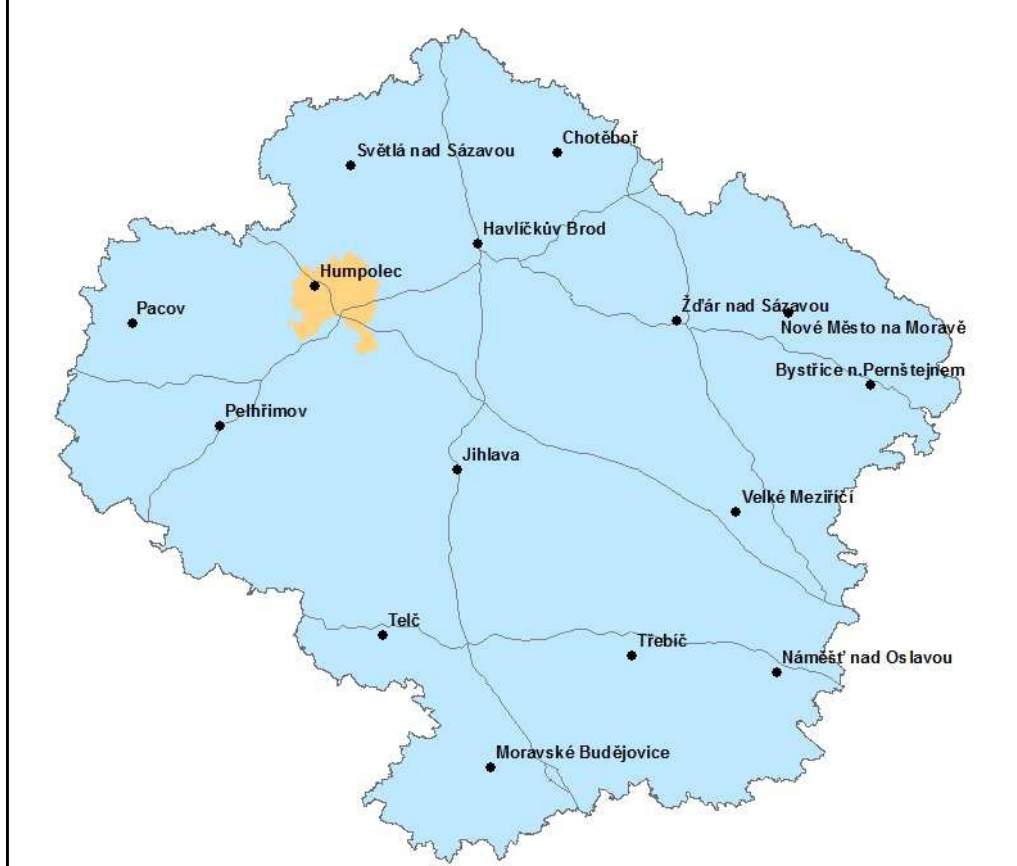 Chotěboř
Světlá nad Sázavou
Havlíčkův Brod
Humpolec
Pacov
Žďár nad Sázavou
Nové Město na Moravě
Bystřice n.Pernštejnem
Pelhřimov
Jihlava
Velké Meziříčí
Telč
Třebíč
Náměšť nad Oslavou
Moravské Budějovice